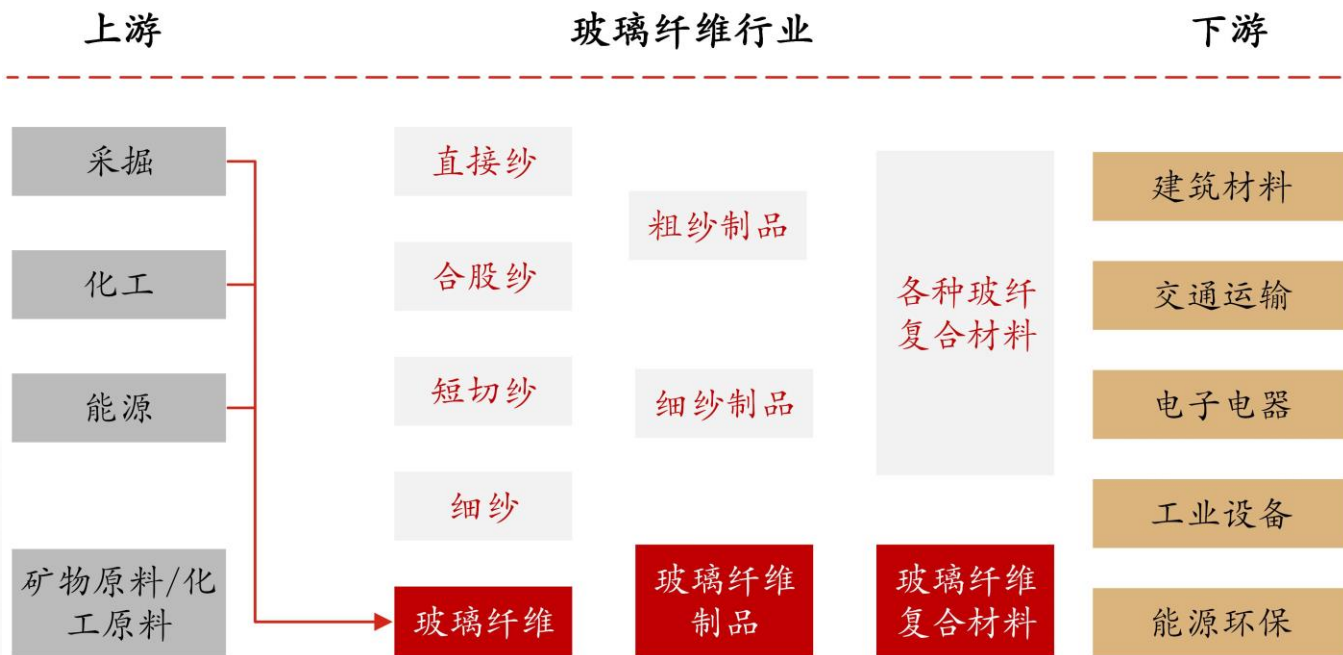 上游
玻璃纤维行业
下游
采掘
化工
能源
矿物原料/化
工原料
直接纱
合股纱
短切纱
细纱
玻璃纤维
粗纱制品
细纱制品
玻璃纤维
制品
各种玻纤
复合材料
玻璃纤维
复合材料
建筑材料
交通运输
电子电器
工业设备
能源环保